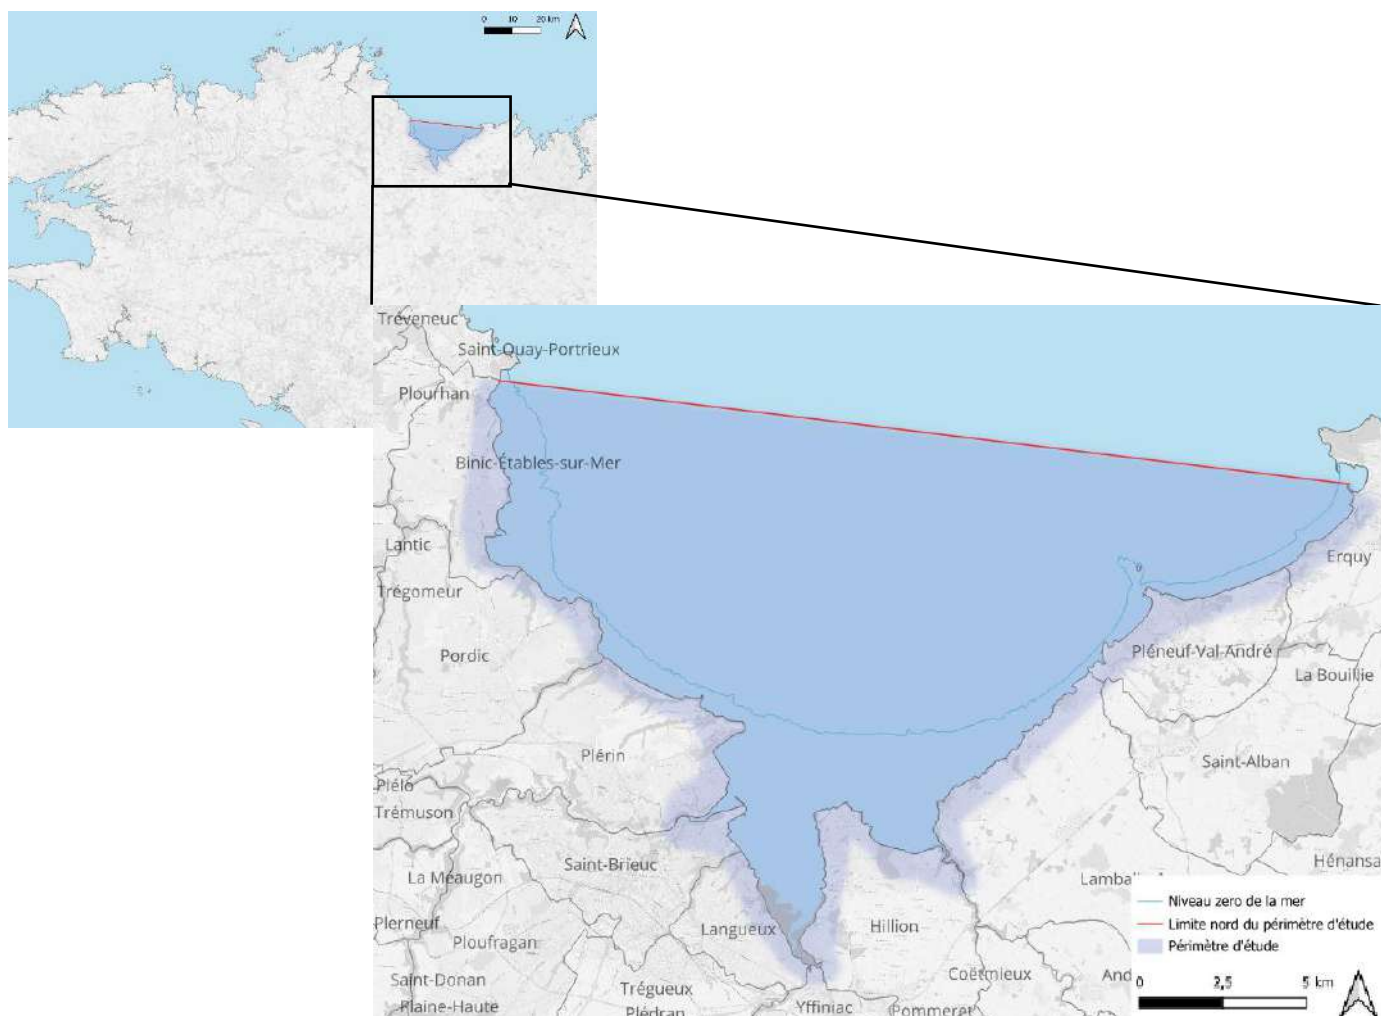 0 10 20 km
Tréveneuc
Saint-Quay-Portrieux
Plourhan
Binic-Étables-sur-Mer
Lantic
Erquy
Trégomeur
Pordic
Pléneuf-Val-André
La Bouillie
Plérin
Saint-Alban
Plélo
Trémuson
Saint-Brieuc
Hénansa
La Méaugon
Lamball
Niveau zero de la mer
Plerneuf
Langueux
Hillion
Limite nord du périmètre d'étude
Ploufragan
Périmètre d'étude
Saint-Donan
Coëtmieux
And
Trégueux
0 2,5 5 km
Plaine-Haute
Plédran
Yffiniac
Pommeret